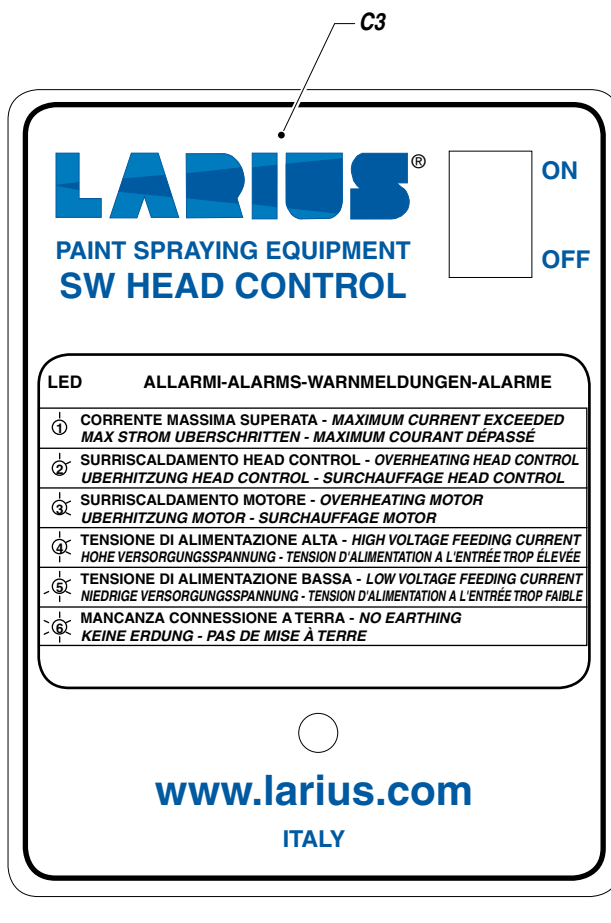 C3
LARIUS®
ON
OFF
PAINT SPRAYING EQUIPMENT
SW HEAD CONTROL
LED ALLARMI-ALARMS-WARNMELDUNGEN-ALARME
1 CORRENTE MASSIMA SUPERATA - MAXIMUM CURRENT EXCEEDED
MAX STROM UBERSCHRITTEN - MAXIMUM COURANT DÉPASSÉ
2 SURRISCALDAMENTO HEAD CONTROL - OVERHEATING HEAD CONTROL
UBERHITZUNG HEAD CONTROL - SURCHAUFFAGE HEAD CONTROL
3 SURRISCALDAMENTO MOTORE - OVERHEATING MOTOR
UBERHITZUNG MOTOR - SURCHAUFFAGE MOTOR
4 TENSIONE DI ALIMENTAZIONE ALTA - HIGH VOLTAGE FEEDING CURRENT
HOHE VERSORGUNGSSPANNUNG - TENSION D'ALIMENTATION A L'ENTRÉE TROP ÉLEVÉE
5 TENSIONE DI ALIMENTAZIONE BASSA - LOW VOLTAGE FEEDING CURRENT
NIEDRIGE VERSORGUNGSSPANNUNG - TENSION D'ALIMENTATION A L'ENTRÉE TROP FAIBLE
6 MANCANZA CONNESSIONE A TERRA - NO EARTHING
KEINE ERDUNG - PAS DE MISE À TERRE
www.larius.com
ITALY